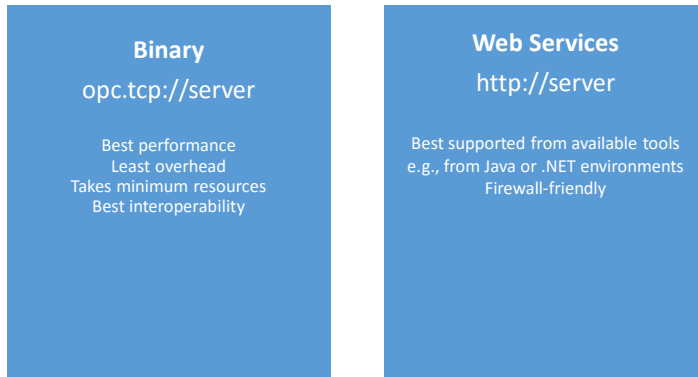 Binary
opc.tcp://server
Best performance
Least overhead
Takes minimum resources
Best interoperability
Web Services
http://server
Best supported from available tools
e.g., from Java or .NET environments
Firewall-friendly